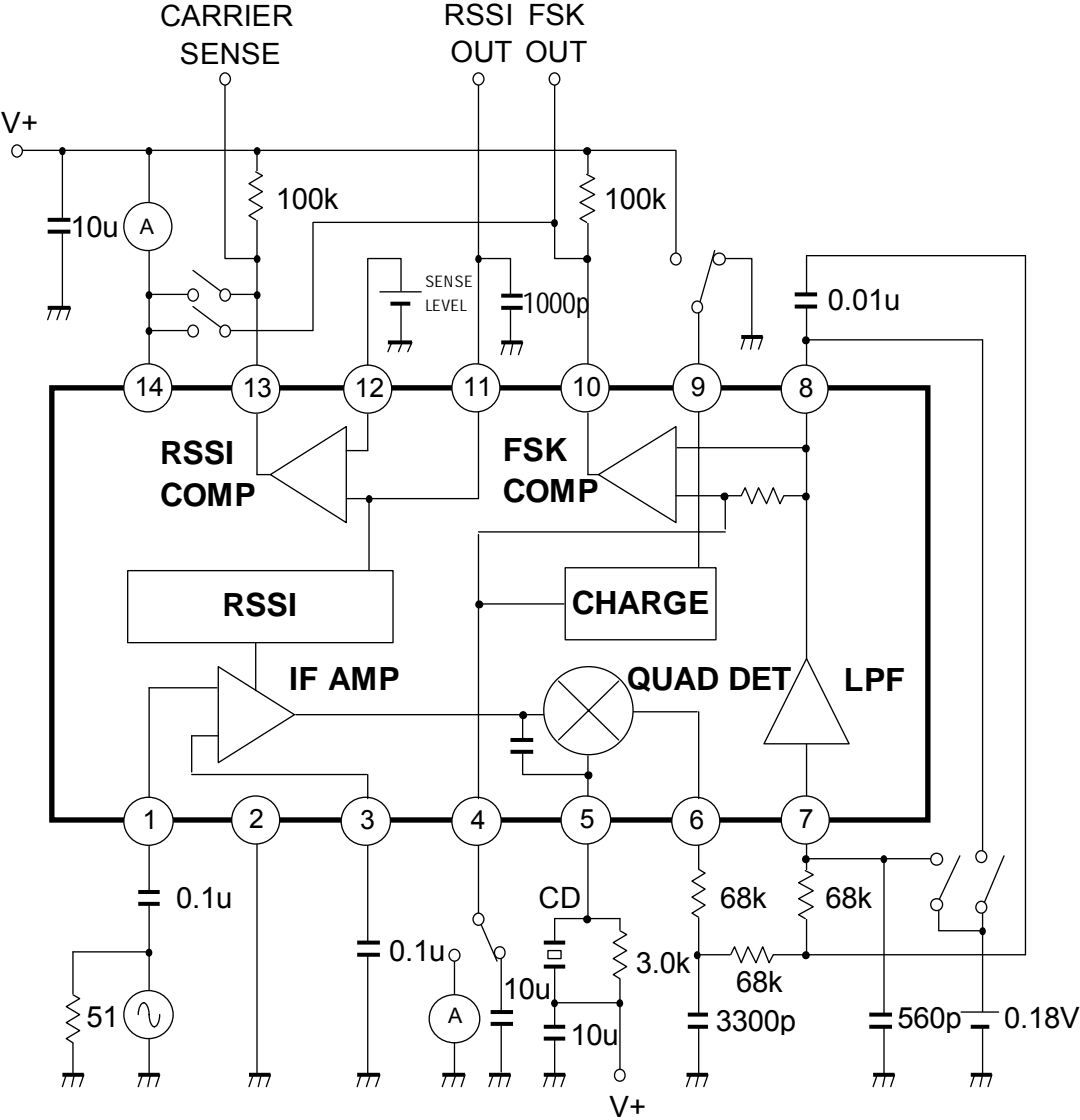 CARRIER
SENSE
RSSI
OUT
FSK
OUT
V+
10u
A
100k
100k
SENSE
LEVEL
1000p
0.01u
14
13
12
11
10
9
8
RSSI
COMP
FSK
COMP
RSSI
CHARGE
IF AMP
QUAD DET
LPF
1
2
3
4
5
6
7
0.1u
CD
68k
68k
0.1u
3.0k
68k
51
A
10u
10u
3300p
560p
0.18V
V+